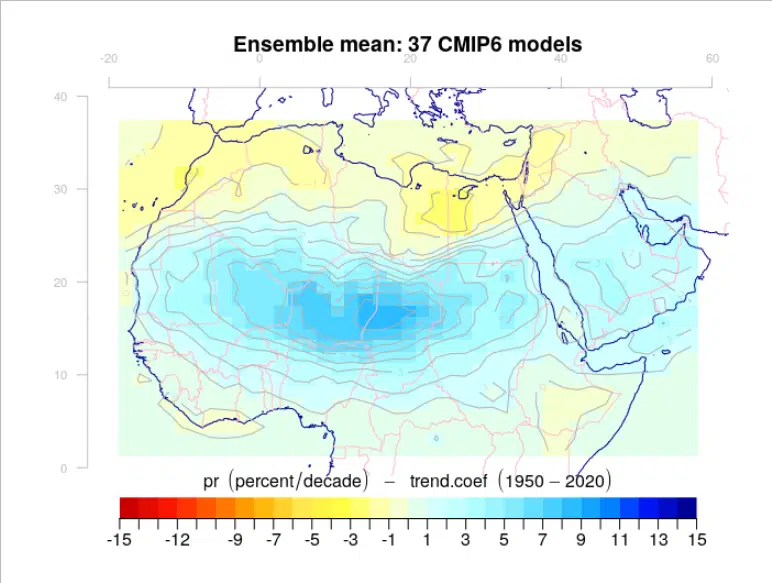 Ensemble mean: 37 CMIP6 models
-20 0 20 40 60
40
30
20
10
0
pr (percent/decade) − trend.coef (1950−2020)
-15 -12 -9 -7 -5 -3 -1 1 3 5 7 9 11 13 15